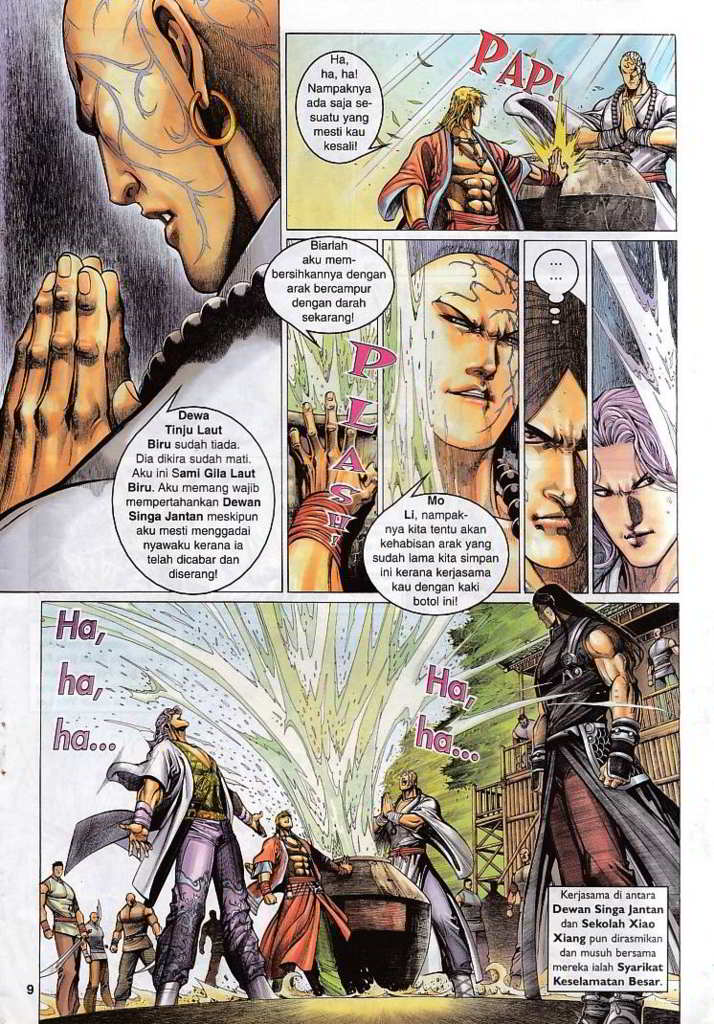 Ha,
ha, ha!
Nampaknya
ada saja se-
suatu yang
mesti kau
kesali!
PAP!
Dewa
Tinju Laut
Biru sudah tiada.
Dia dikira sudah mati.
Aku ini Sami Gila Laut
Biru. Aku memang wajib
mempertahankan Dewan
Singa Jantan meskipun
aku mesti menggadai
nyawaku kerana ia
telah dicabar dan
diserang!
Biarlah
aku mem-
bersihkannya dengan
arak bercampur
dengan darah
sekarang!
PLASH!
Mo
Li, nampak-
nya kita tentu akan
kehabisan arak yang
sudah lama kita simpan
ini kerana kerjasama
kau dengan kaki
botol ini!
...
...
Ha,
ha,
ha...
Ha,
ha...
Kerjasama di antara
Dewan Singa Jantan
dan Sekolah Xiao
Xiang pun dirasmikan
dan musuh bersama
mereka ialah Syarikat
Keselamatan Besar.
9